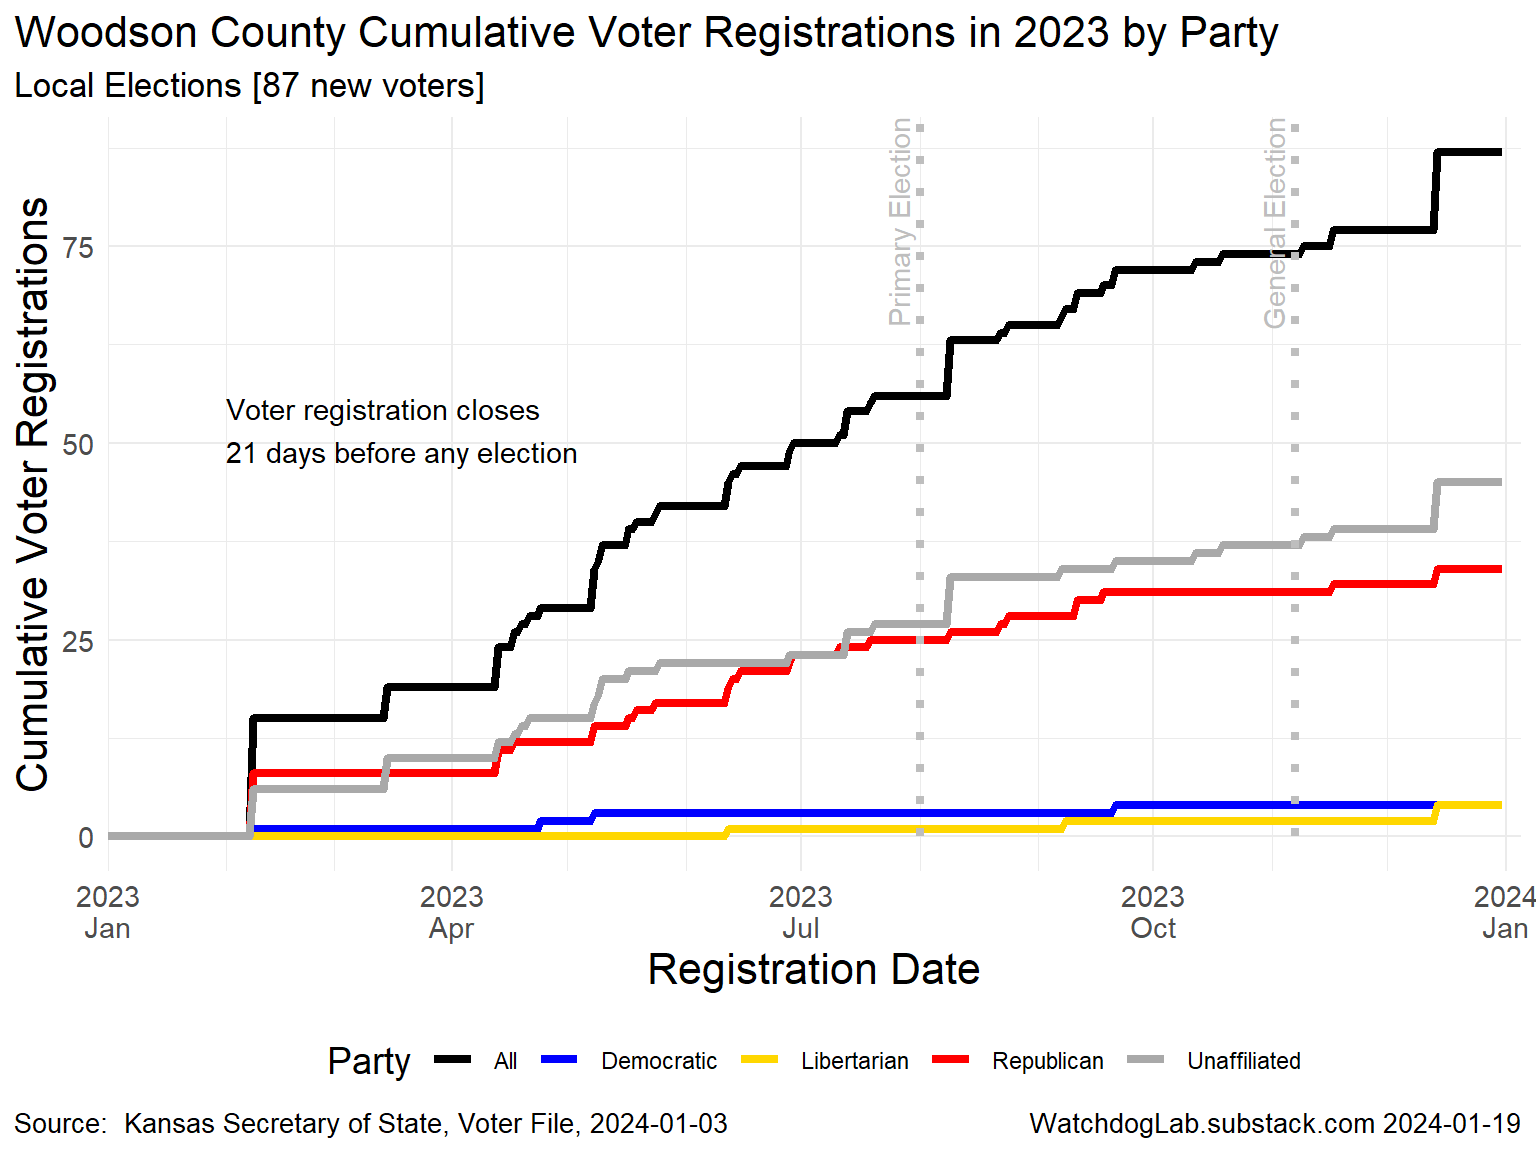 Woodson County Cumulative Voter Registrations in 2023 by Party
Local Elections [87 new voters]
Cumulative Voter Registrations
75
50
25
0
Primary Election
General Election
Voter registration closes
21 days before any election
2023 2023 2023 2023 2024
Jan Apr Jul Oct Jan
Registration Date
Party All Democratic Libertarian Republican Unaffiliated
Source:  Kansas Secretary of State, Voter File, 2024-01-03
WatchdogLab.substack.com 2024-01-19